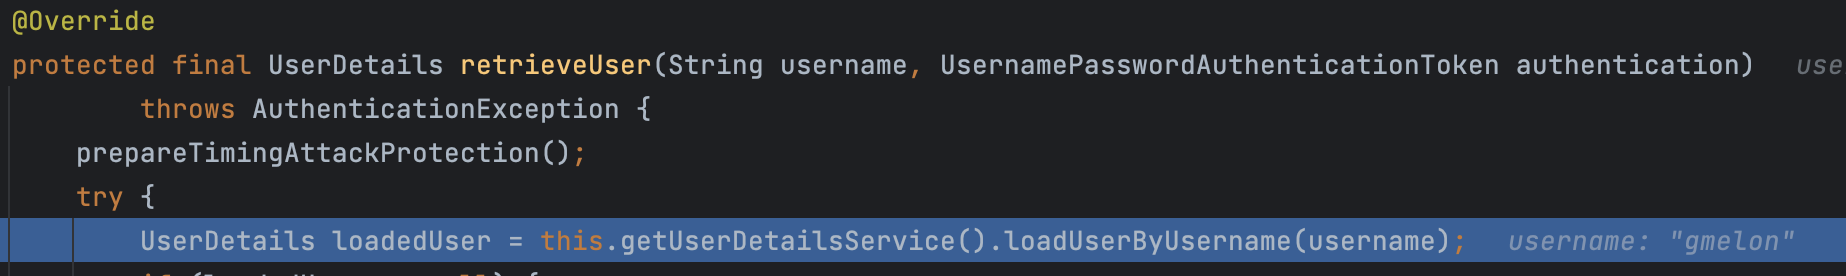 @Override
protected final UserDetails retrieveUser(String username, UsernamePasswordAuthenticationToken authentication) use
throws AuthenticationException {
prepareTimingAttackProtection();
try {
UserDetails loadedUser = this.getUserDetailsService().loadUserByUsername(username); username: "gmelon"